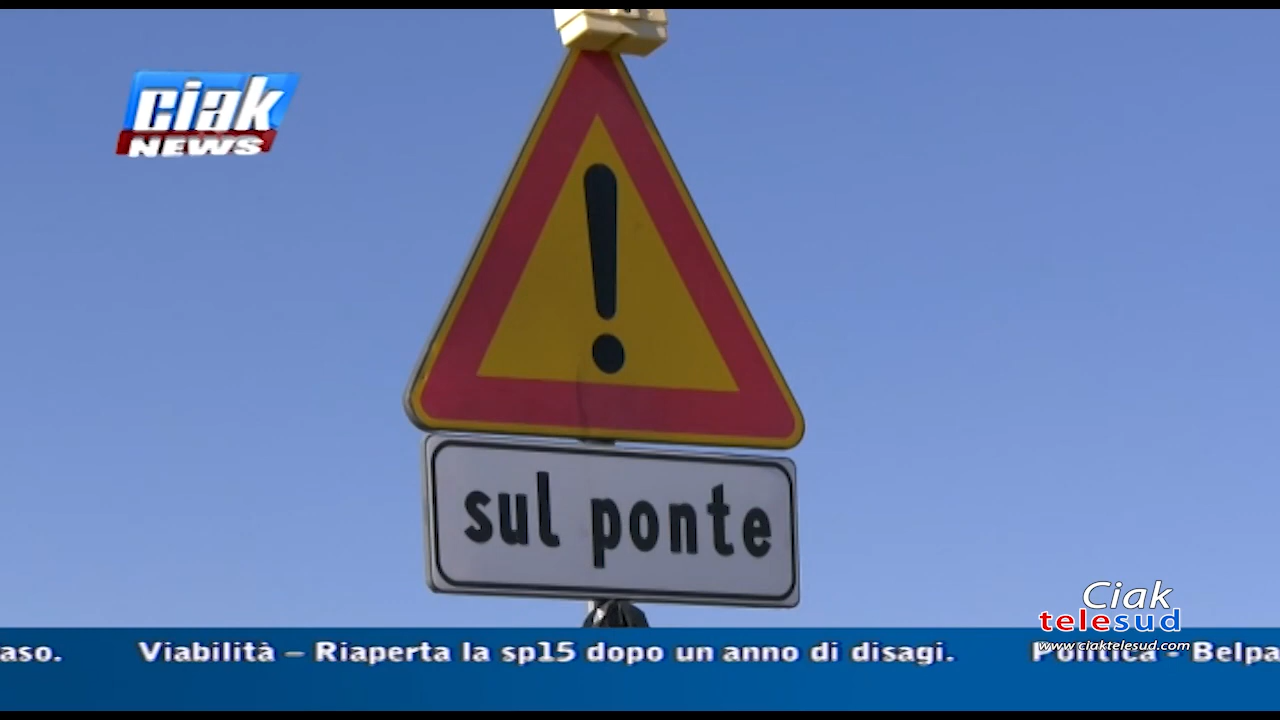 ciak
NEWS
!
sul ponte
Ciak
telesud
www.ciaktelesud.com
aso. Viabilità – Riaperta la sp15 dopo un anno di disagi. Politica - Belpa